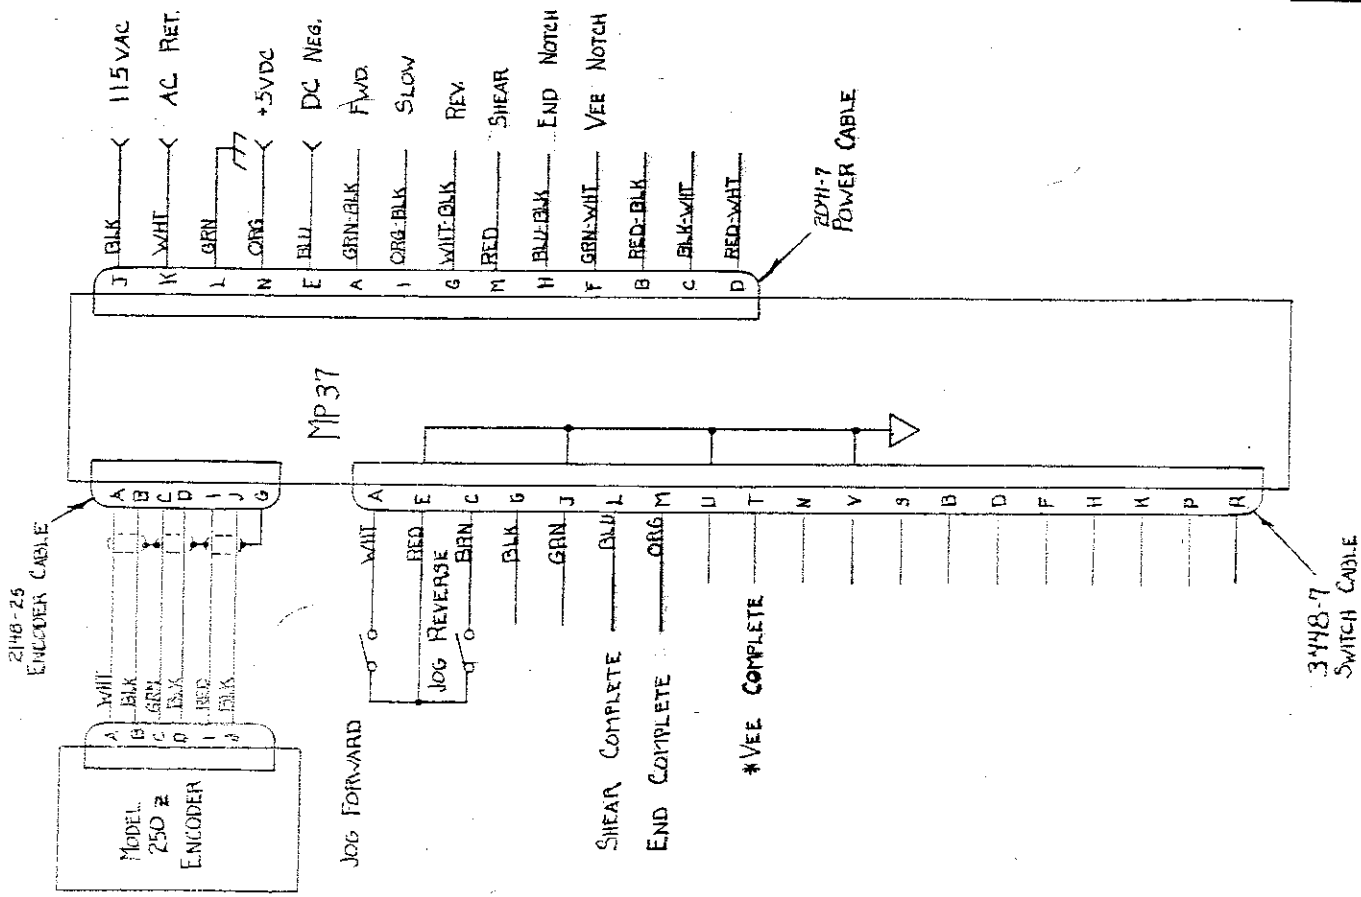 2148-25
ENCODER CABLE
MODEL
250 Z
ENCODER
A WHT A
B BLK B
C GRN C
D BLK D
I RED I
J BLK J
G
MP37
JOG FORWARD
WHT A
RED E
JOG REVERSE
BRN C
BLK G
GRN J
SHEAR COMPLETE BLU L
END COMPLETE ORG M
U
*VEE COMPLETE T
N
V
S
B
D
F
H
K
P
R
3448-7
SWITCH CABLE
J BLK 115VAC
K WHT AC RET.
L GRN
N ORG +5VDC
E BLU DC NEG.
A GRN-BLK FWD.
I ORG-BLK SLOW
G WHT-BLK REV.
M RED SHEAR
H BLU-BLK END NOTCH
F GRN-WHT VEE NOTCH
B RED-BLK
C BLK-WHT
D RED-WHT
POWER CABLE